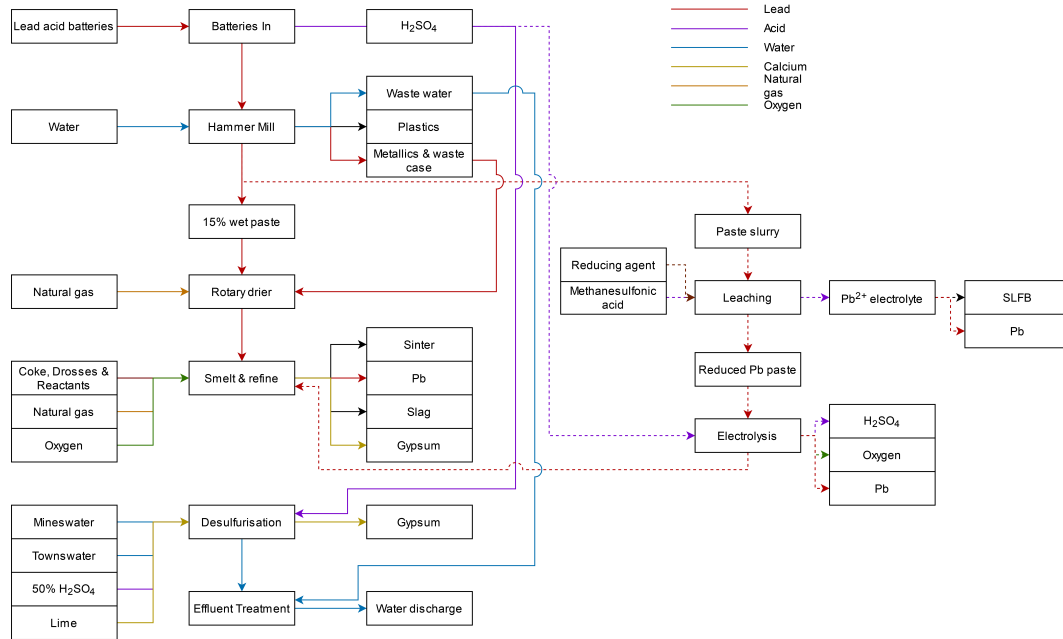 Lead acid batteries
Batteries In
H₂SO₄
Lead
Acid
Water
Calcium
Natural
gas
Oxygen
Water
Hammer Mill
Waste water
Plastics
Metallics & waste
case
15% wet paste
Paste slurry
Natural gas
Rotary drier
Reducing agent
Methanesulfonic
acid
Leaching
Pb²⁺ electrolyte
SLFB
Pb
Coke, Drosses &
Reactants
Natural gas
Oxygen
Smelt & refine
Sinter
Pb
Slag
Gypsum
Reduced Pb paste
Electrolysis
H₂SO₄
Oxygen
Pb
Mineswater
Townswater
50% H₂SO₄
Lime
Desulfurisation
Gypsum
Effluent Treatment
Water discharge